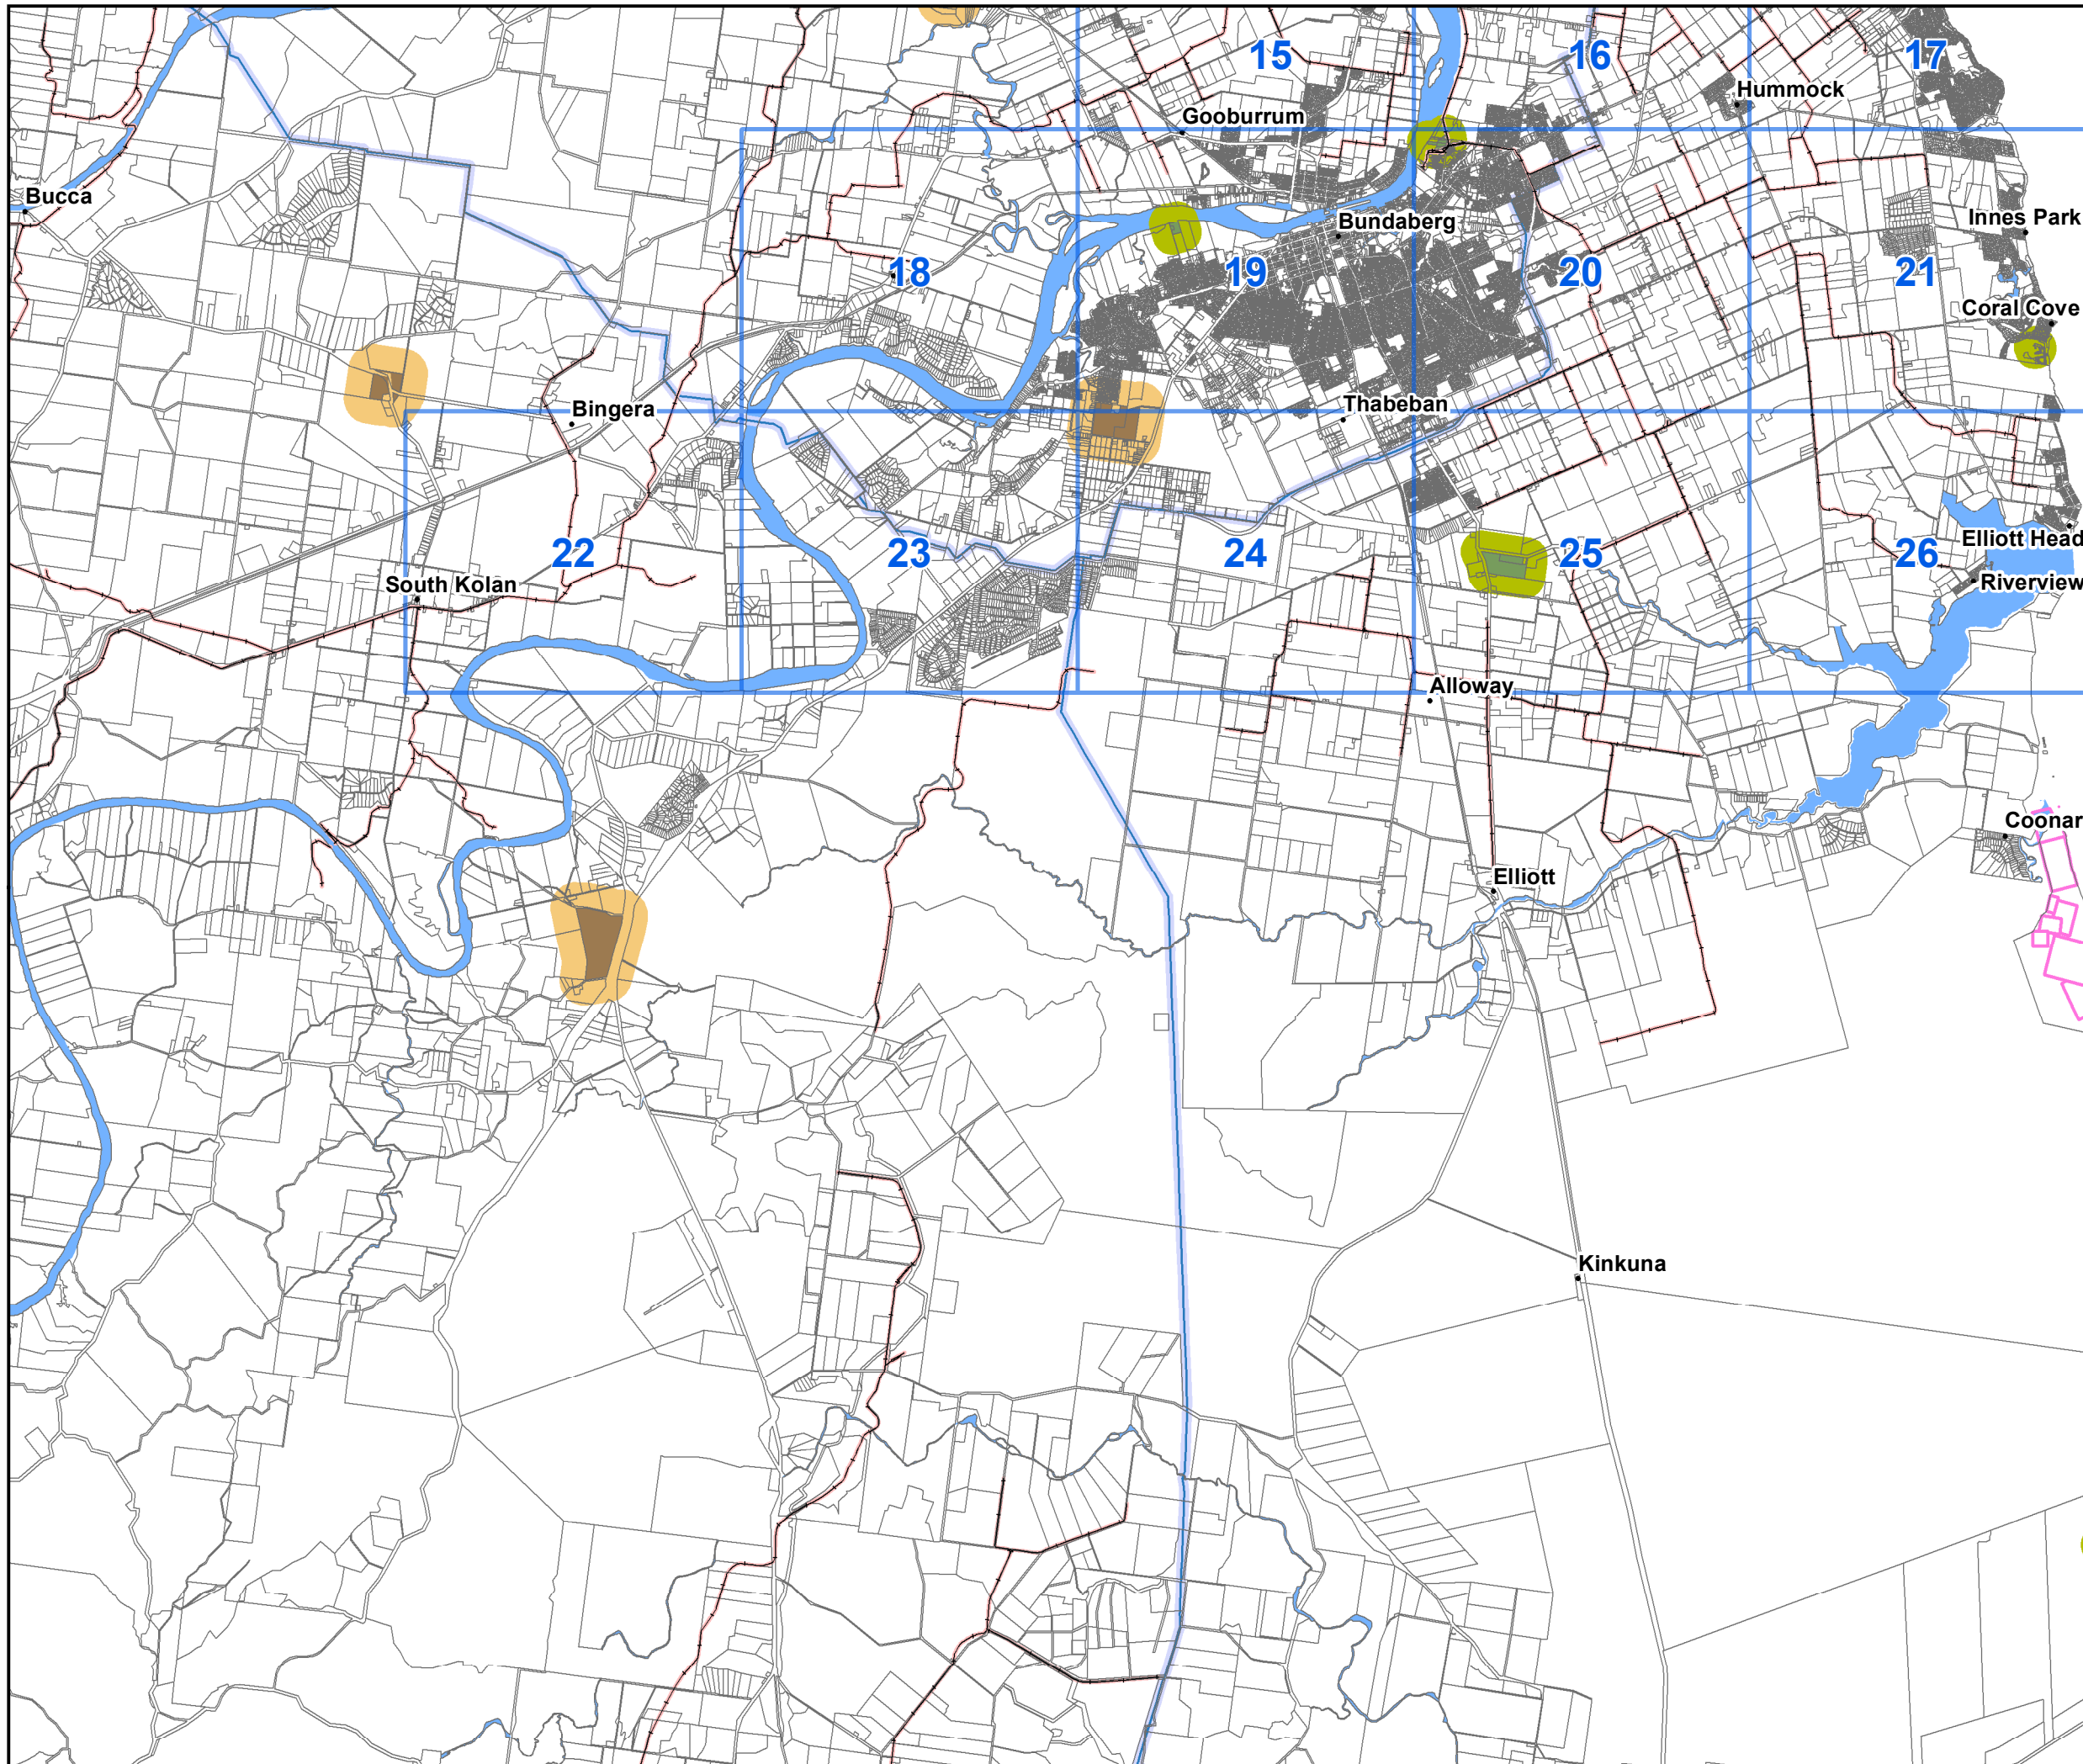 15
16
17
Hummock
Gooburrum
Bucca
Innes Park
Bundaberg
18
19
20
21
Coral Cove
Bingera
Thabeban
22
23
24
25
26
Elliott Head
South Kolan
Riverview
Alloway
Coonar
Elliott
Kinkuna